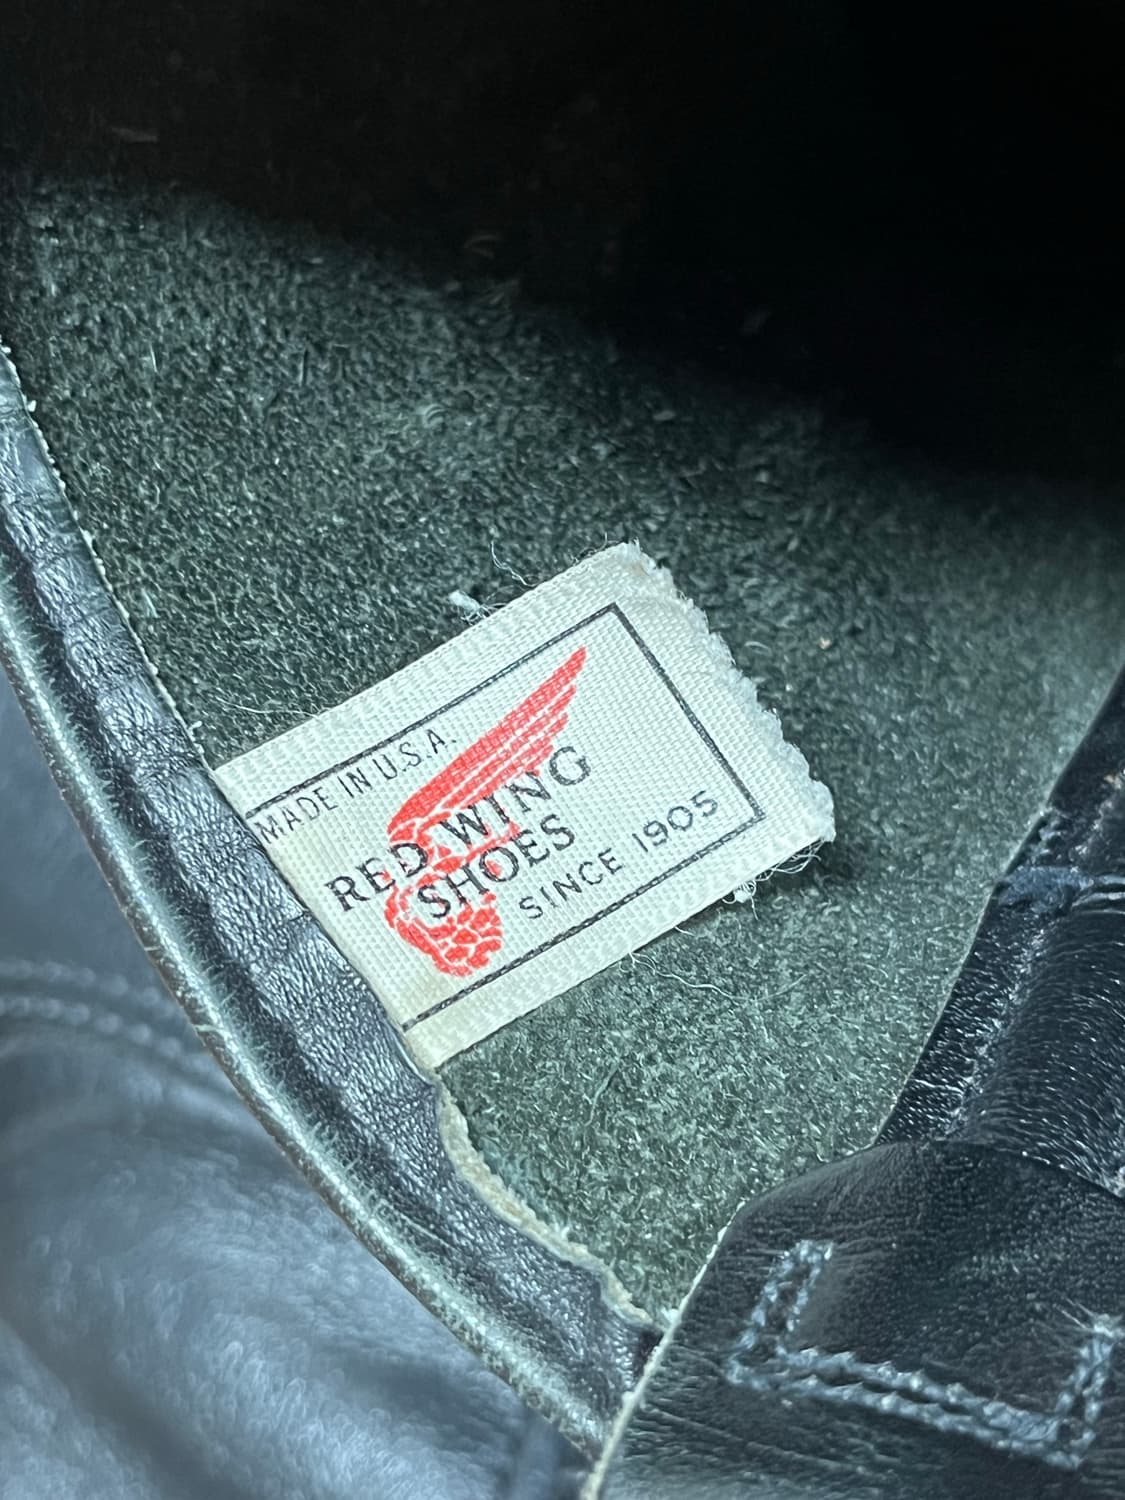 MADE IN U.S.A.
RED WING
SHOES
SINCE 1905